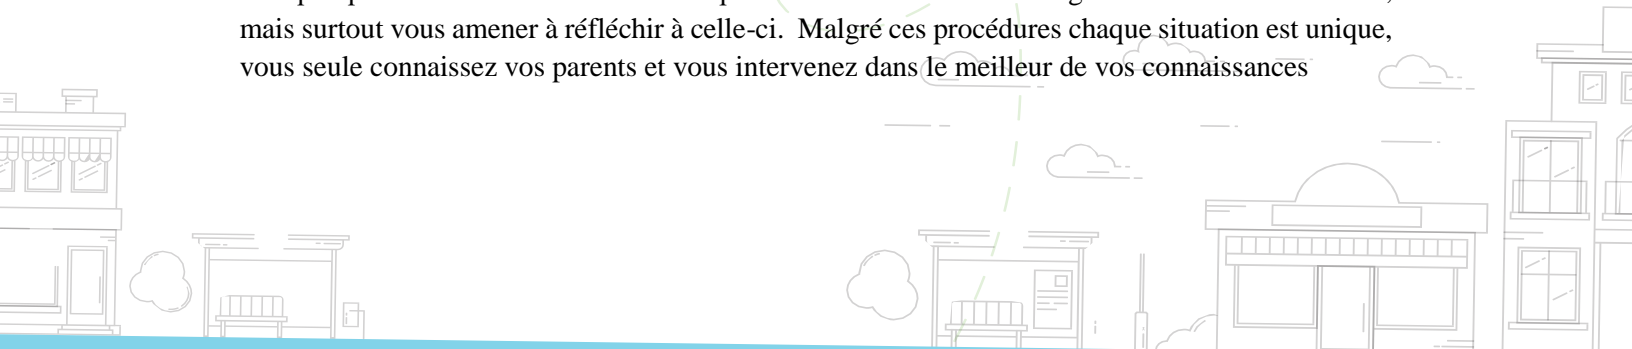 mais surtout vous amener à réfléchir à celle-ci.  Malgré ces procédures chaque situation est unique,
vous seule connaissez vos parents et vous intervenez dans le meilleur de vos connaissances